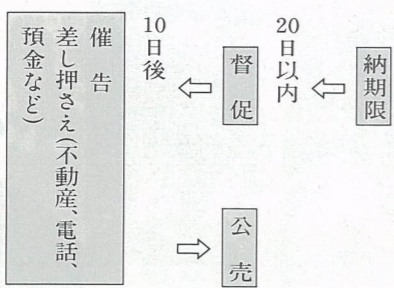 納期限
20日以内
督促
10日後
催告
差し押さえ(不動産、電話、
預金など)
公売